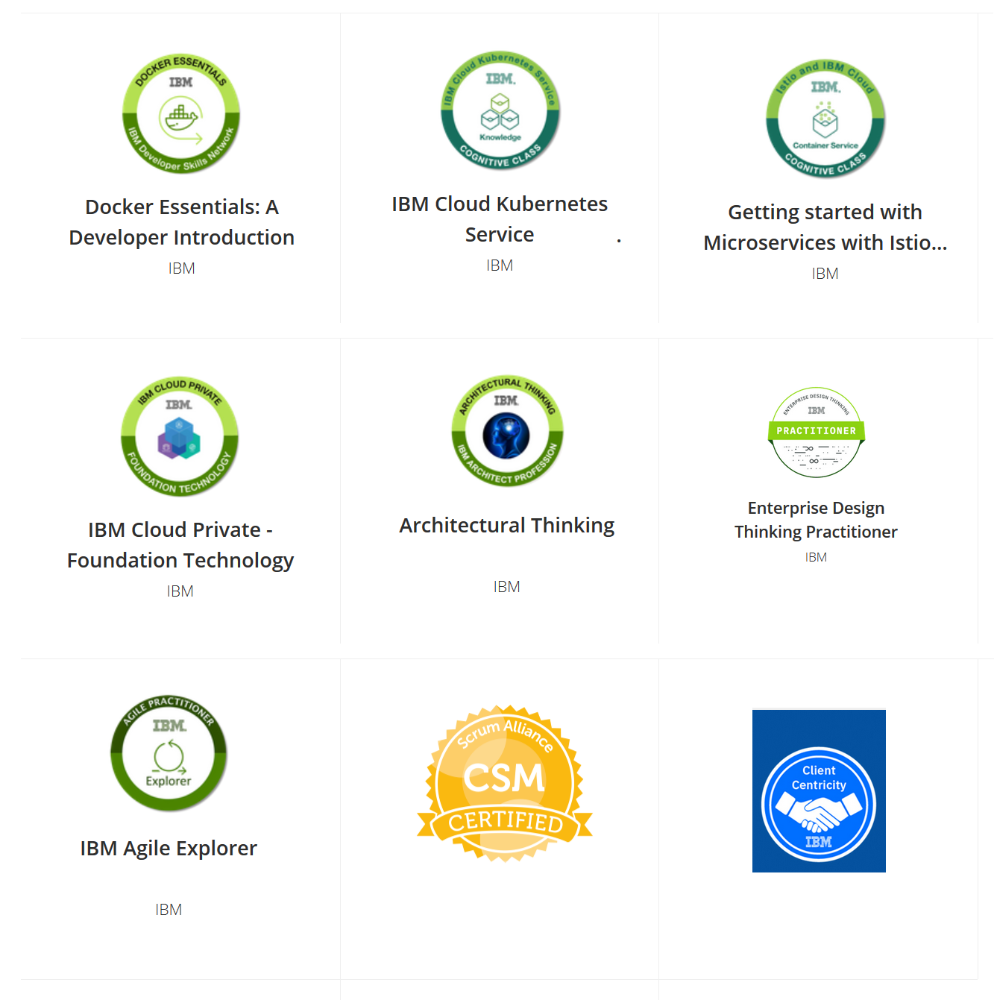 DOCKER ESSENTIALS
IBM
IBM Developer Skills Network
Docker Essentials: A
Developer Introduction
IBM
IBM Cloud Kubernetes Service
IBM.
Knowledge
COGNITIVE CLASS
IBM Cloud Kubernetes
Service .
IBM
Istio and IBM Cloud
IBM.
Container Service
COGNITIVE CLASS
Getting started with
Microservices with Istio...
IBM
IBM CLOUD PRIVATE
IBM.
FOUNDATION TECHNOLOGY
IBM Cloud Private -
Foundation Technology
IBM
ARCHITECTURAL THINKING
IBM
IBM ARCHITECT PROFESSION
Architectural Thinking
IBM
ENTERPRISE DESIGN THINKING
IBM
PRACTITIONER
Enterprise Design
Thinking Practitioner
IBM
AGILE PRACTITIONER
IBM.
Explorer
IBM Agile Explorer
IBM
Scrum Alliance
CSM
CERTIFIED
Client
Centricity
IBM